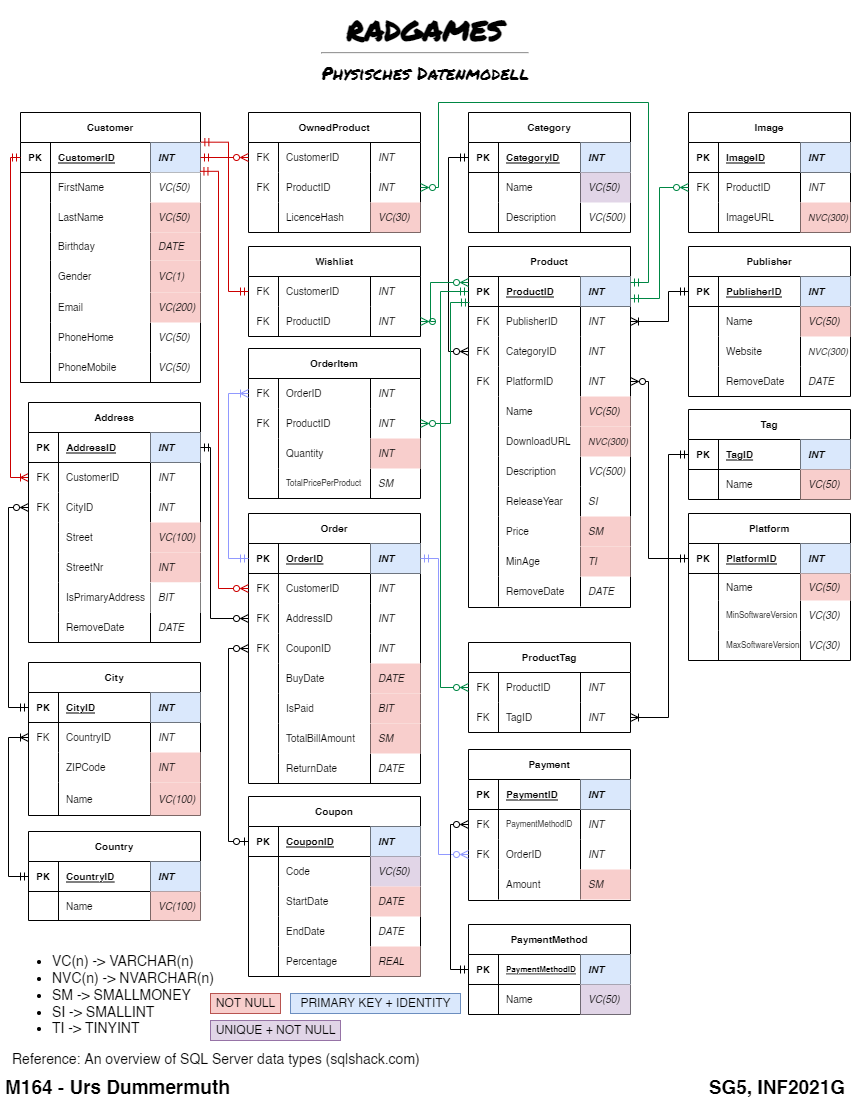 RADGAMES
Physisches Datenmodell
Customer
PK CustomerID INT
FirstName VC(50)
LastName VC(50)
Birthday DATE
Gender VC(1)
Email VC(200)
PhoneHome VC(50)
PhoneMobile VC(50)
OwnedProduct
FK CustomerID INT
FK ProductID INT
LicenceHash VC(30)
Category
PK CategoryID INT
Name VC(50)
Description VC(500)
Image
PK ImageID INT
FK ProductID INT
ImageURL NVC(300)
Wishlist
FK CustomerID INT
FK ProductID INT
Product
PK ProductID INT
FK PublisherID INT
FK CategoryID INT
FK PlatformID INT
Name VC(50)
DownloadURL NVC(300)
Description VC(500)
ReleaseYear SI
Price SM
MinAge TI
RemoveDate DATE
Publisher
PK PublisherID INT
Name VC(50)
Website NVC(300)
RemoveDate DATE
OrderItem
FK OrderID INT
FK ProductID INT
Quantity INT
TotalPricePerProduct SM
Address
PK AddressID INT
FK CustomerID INT
FK CityID INT
Street VC(100)
StreetNr INT
IsPrimaryAddress BIT
RemoveDate DATE
Tag
PK TagID INT
Name VC(50)
Order
PK OrderID INT
FK CustomerID INT
FK AddressID INT
FK CouponID INT
BuyDate DATE
IsPaid BIT
TotalBillAmount SM
ReturnDate DATE
Platform
PK PlatformID INT
Name VC(50)
MinSoftwareVersion VC(30)
MaxSoftwareVersion VC(30)
City
PK CityID INT
FK CountryID INT
ZIPCode INT
Name VC(100)
ProductTag
FK ProductID INT
FK TagID INT
Payment
PK PaymentID INT
FK PaymentMethodID INT
FK OrderID INT
Amount SM
Country
PK CountryID INT
Name VC(100)
Coupon
PK CouponID INT
Code VC(50)
StartDate DATE
EndDate DATE
Percentage REAL
PaymentMethod
PK PaymentMethodID INT
Name VC(50)
• VC(n) -> VARCHAR(n)
• NVC(n) -> NVARCHAR(n)
• SM -> SMALLMONEY
• SI -> SMALLINT
• TI -> TINYINT
NOT NULL
PRIMARY KEY + IDENTITY
UNIQUE + NOT NULL
Reference: An overview of SQL Server data types (sqlshack.com)
M164 - Urs Dummermuth
SG5, INF2021G